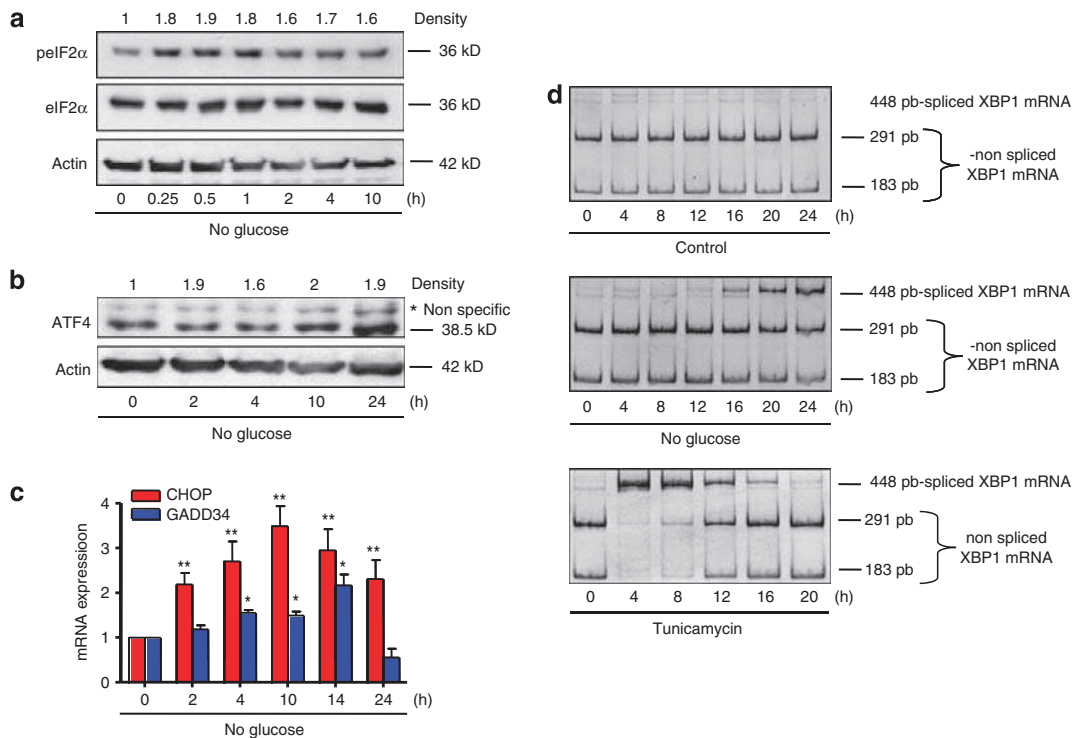 a
1 1.8 1.9 1.8 1.6 1.7 1.6 Density
peIF2α 36 kD
eIF2α 36 kD
Actin 42 kD
0 0.25 0.5 1 2 4 10 (h)
No glucose
b
1 1.9 1.6 2 1.9 Density
* Non specific
ATF4 38.5 kD
Actin 42 kD
0 2 4 10 24 (h)
No glucose
c
CHOP
GADD34
mRNA expressioon
4
3
2
1
0
** ** ** ** **
* * *
0 2 4 10 14 24 (h)
No glucose
d
448 pb-spliced XBP1 mRNA
291 pb
-non spliced
XBP1 mRNA
183 pb
0 4 8 12 16 20 24 (h)
Control
448 pb-spliced XBP1 mRNA
291 pb
-non spliced
XBP1 mRNA
183 pb
0 4 8 12 16 20 24 (h)
No glucose
448 pb-spliced XBP1 mRNA
291 pb
non spliced
XBP1 mRNA
183 pb
0 4 8 12 16 20 (h)
Tunicamycin